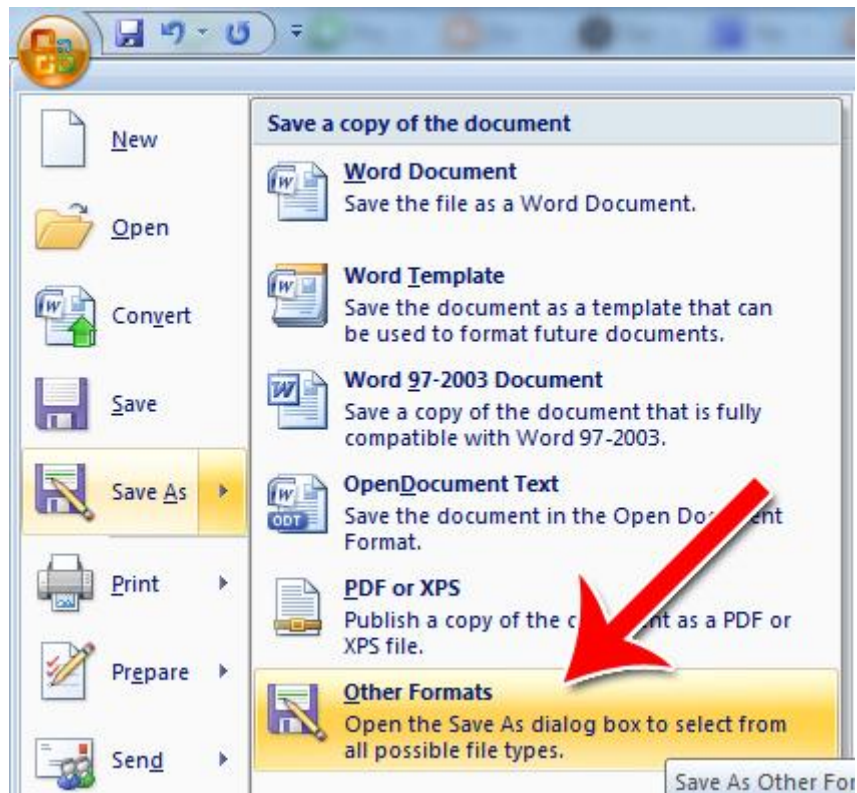 New
Open
Convert
Save
Save As
Print
Prepare
Send
Save a copy of the document
Word Document
Save the file as a Word Document.
Word Template
Save the document as a template that can
be used to format future documents.
Word 97-2003 Document
Save a copy of the document that is fully
compatible with Word 97-2003.
OpenDocument Text
ODT
Save the document in the Open Document
Format.
PDF or XPS
Publish a copy of the as a PDF or
XPS file.
Other Formats
Open the Save As dialog box to select from
all possible file types.
Save As Other For